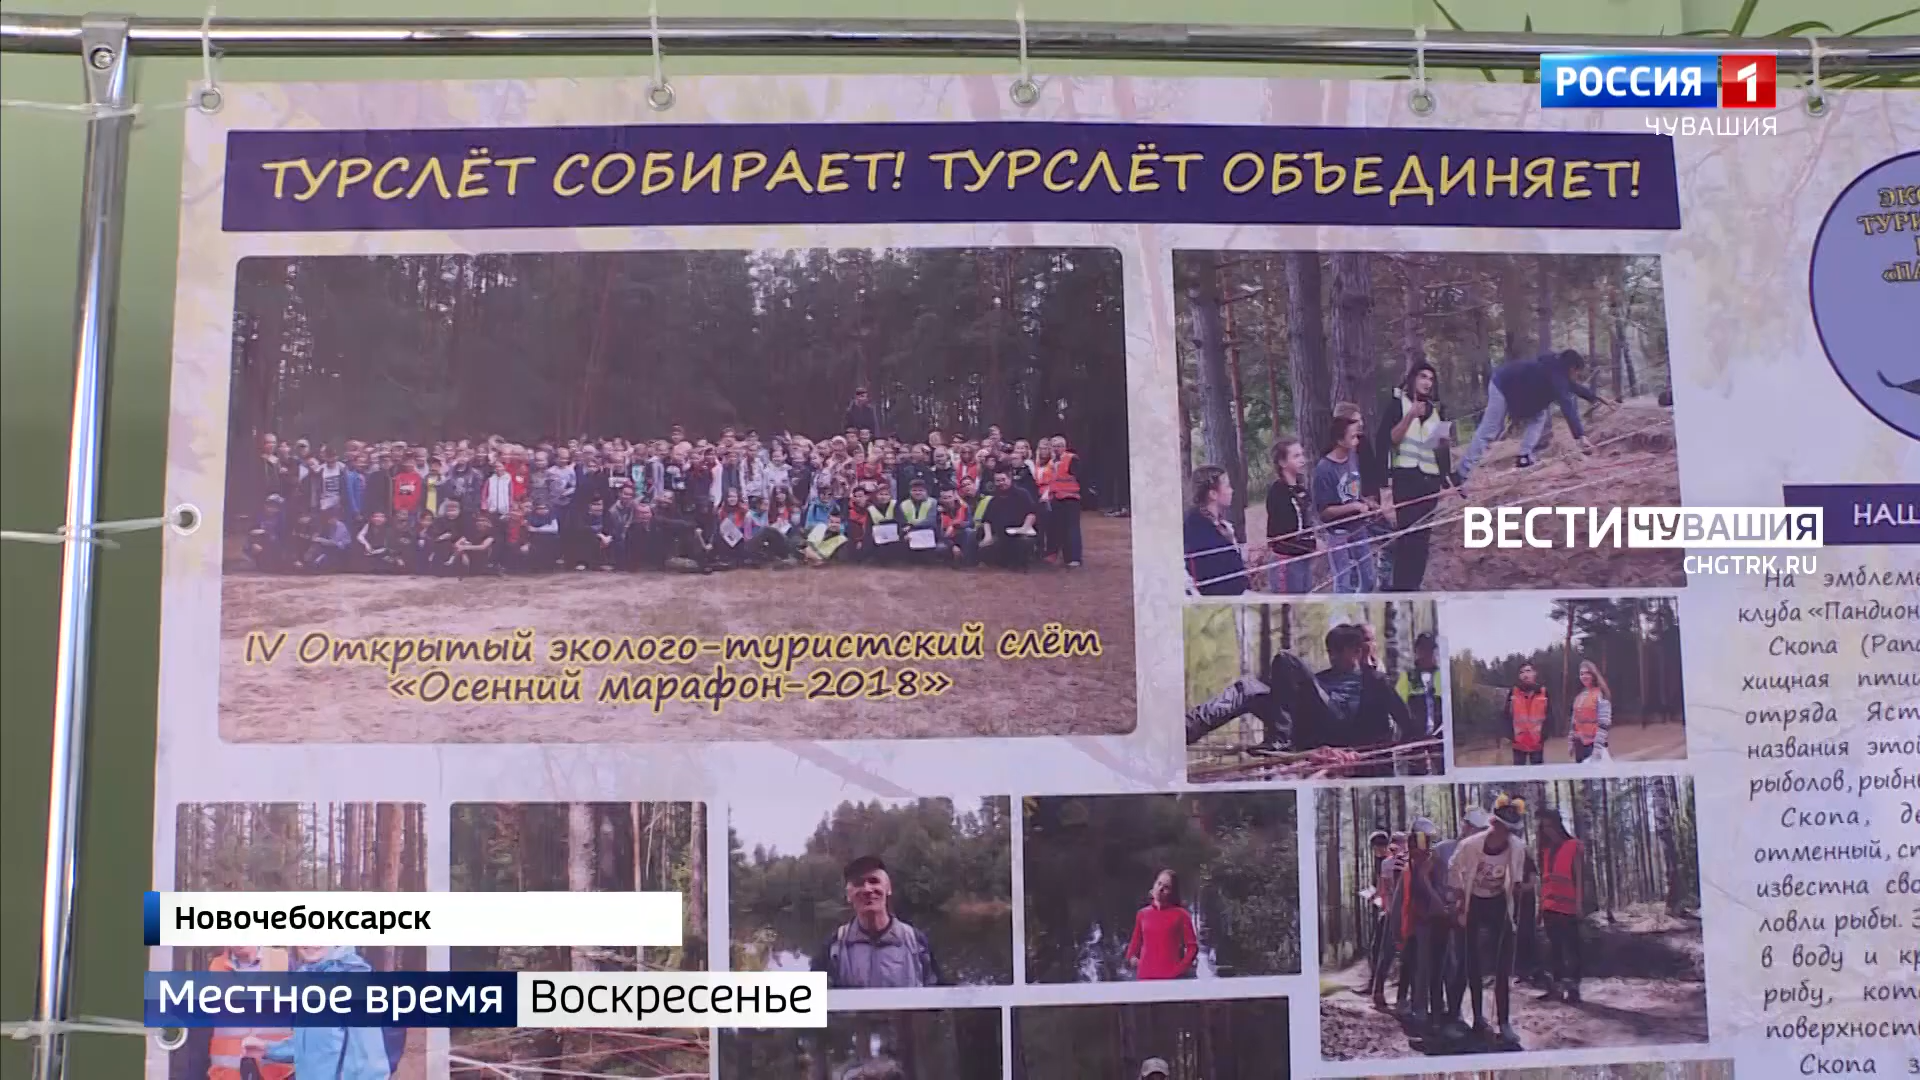 РОССИЯ 1
ЧУВАШИЯ
ТУРСЛЁТ СОБИРАЕТ! ТУРСЛЁТ ОБЪЕДИНЯЕТ!
IV Открытый эколого-туристский слёт
«Осенний марафон-2018»
ВЕСТИ ЧУВАШИЯ
CHGTRK.RU
На эмблеме
клуба «Пандион
Скопа
хищная
отряда
названия этой
рыболов,
Скопа,
отменный,
известна
ловли рыбы.
в воду и
рыбу,
Скопа
Новочебоксарск
Местное время Воскресенье